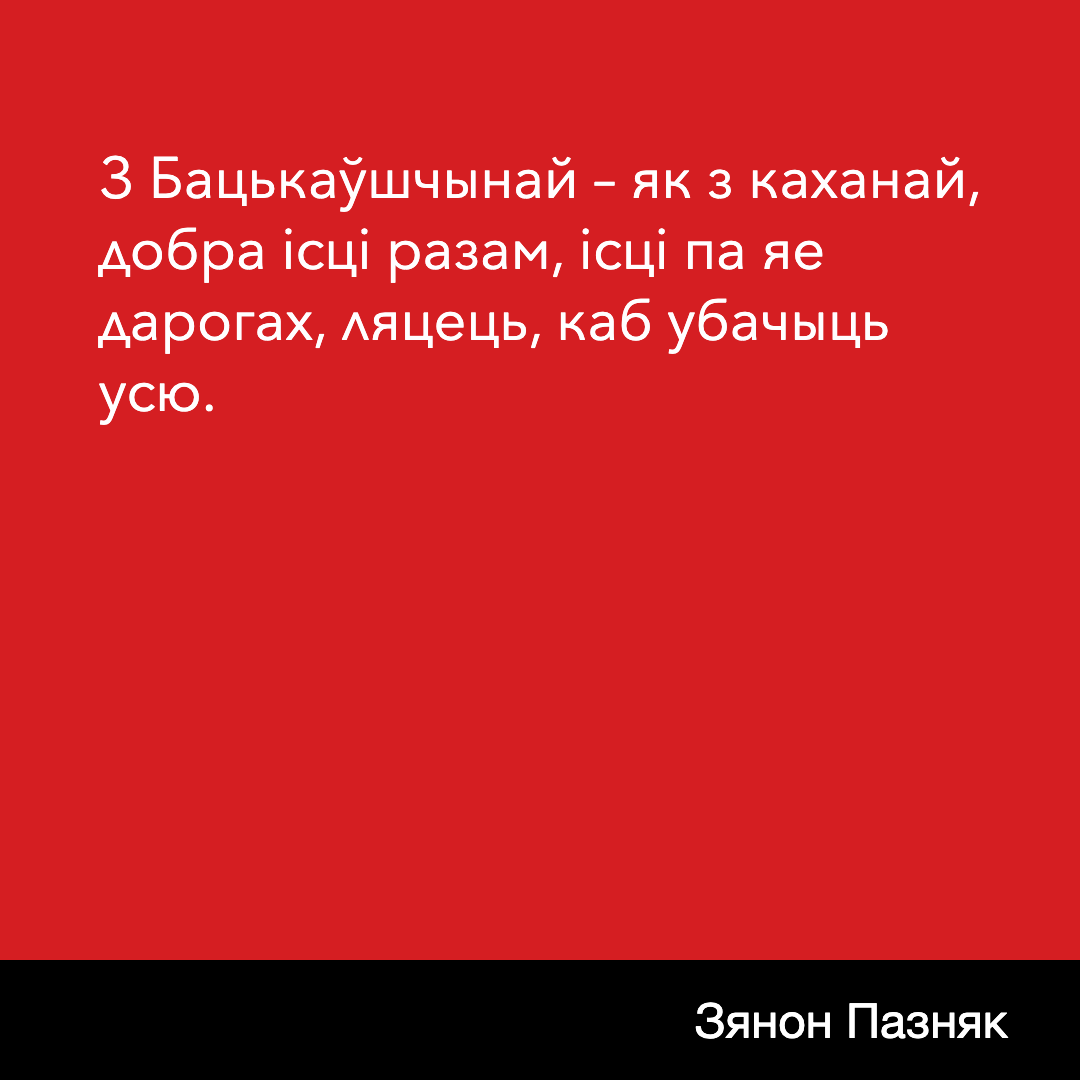 З Бацькаўшчынай – як з каханай,
добра ісці разам, ісці па яе
дарогах, ляцець, каб убачыць
усю.
Зянон Пазняк